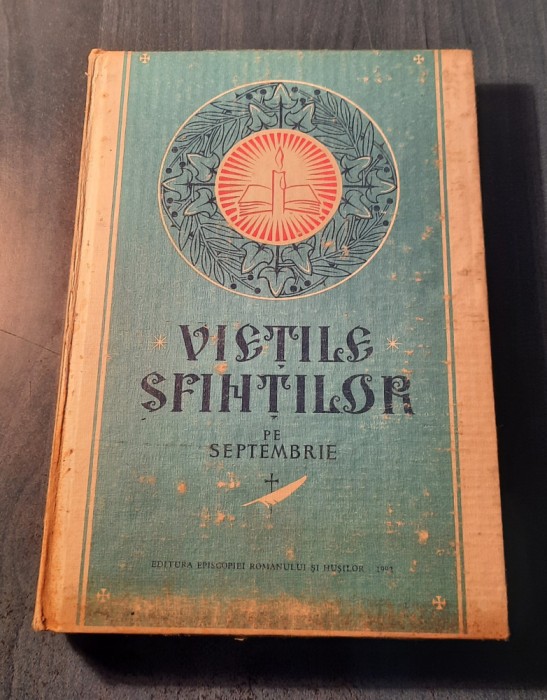 VIEȚILE
SFINȚILOR
PE
SEPTEMBRIE
EDITURA EPISCOPIEI ROMANULUI ȘI HUȘILOR